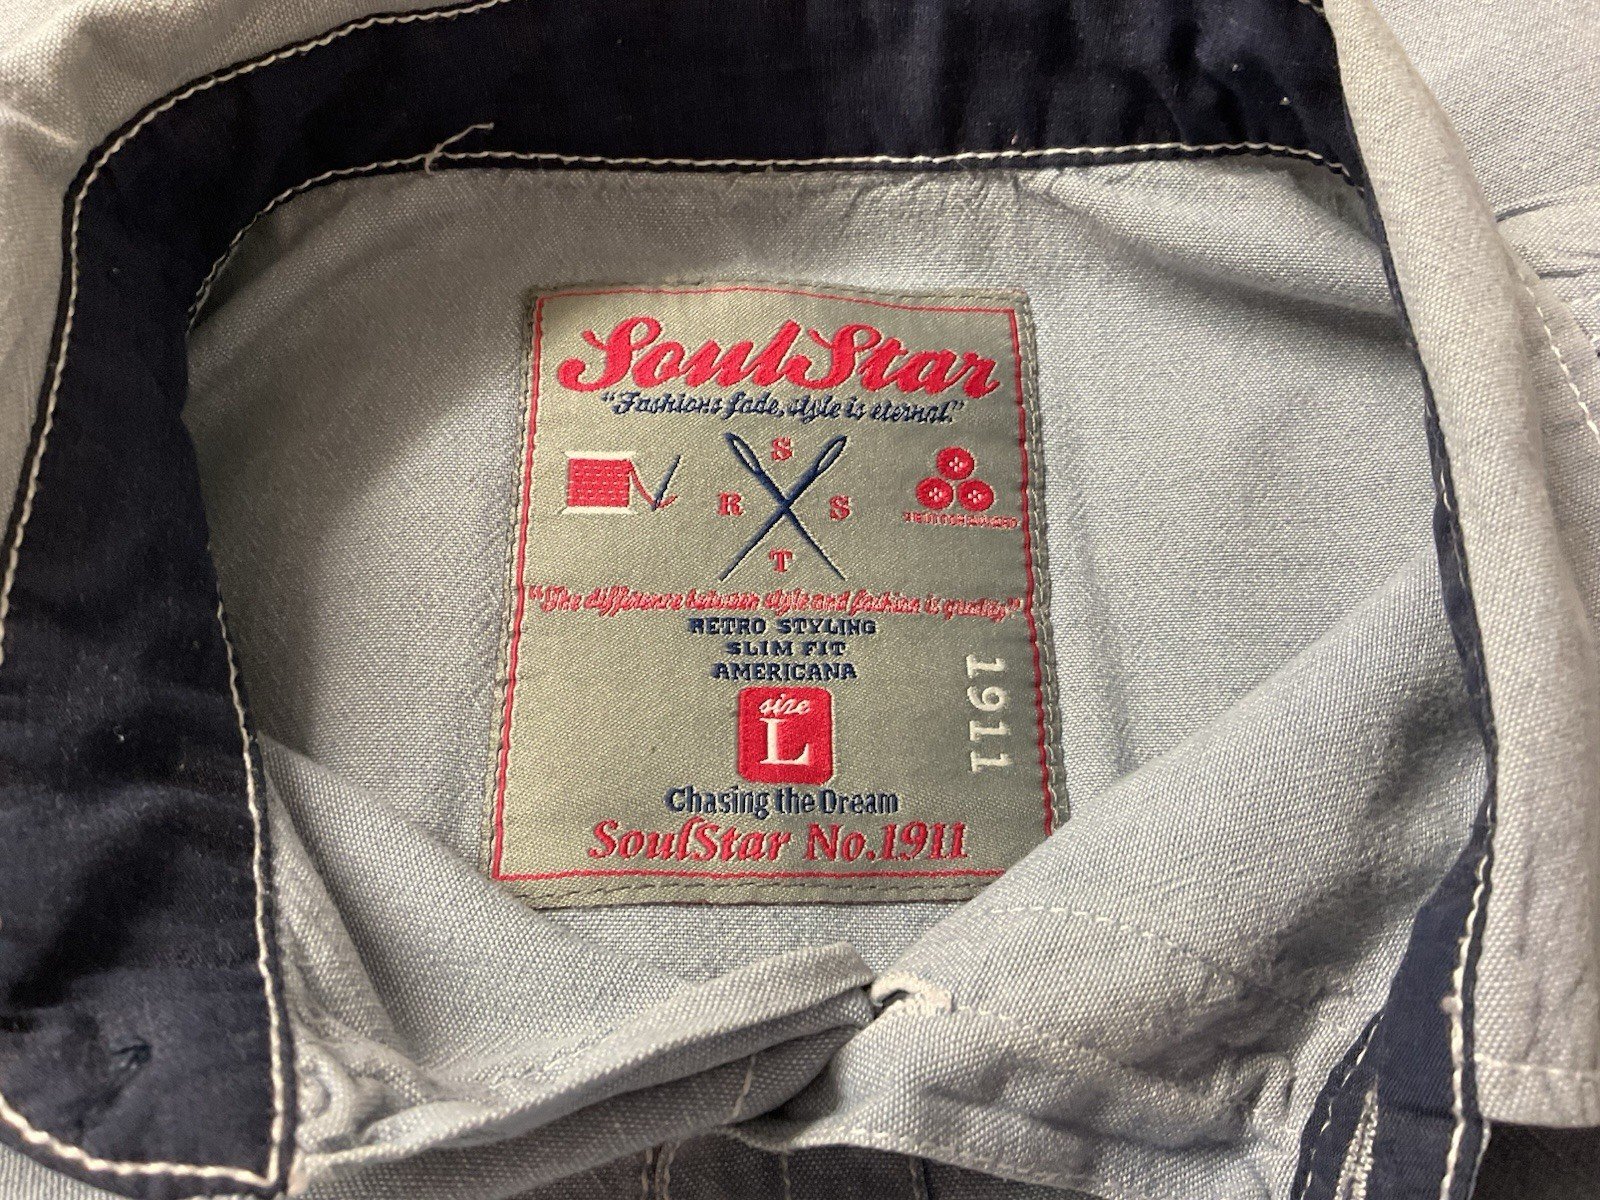 SoulStar
"Fashions fade, style is eternal."
S
R S
T
"The difference between style and fashion is quality."
RETRO STYLING
SLIM FIT
AMERICANA
1911
size
L
Chasing the Dream
SoulStar No.1911